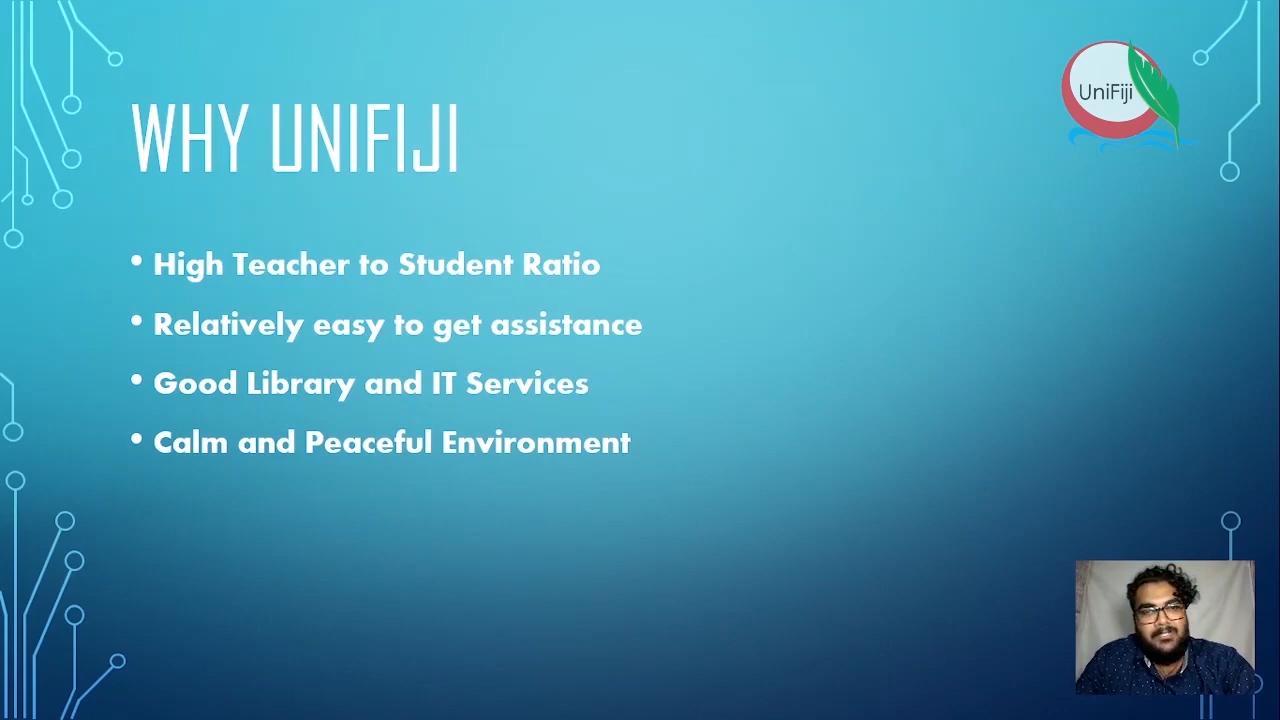 UniFiji
WHY UNIFIJI
• High Teacher to Student Ratio
• Relatively easy to get assistance
• Good Library and IT Services
• Calm and Peaceful Environment